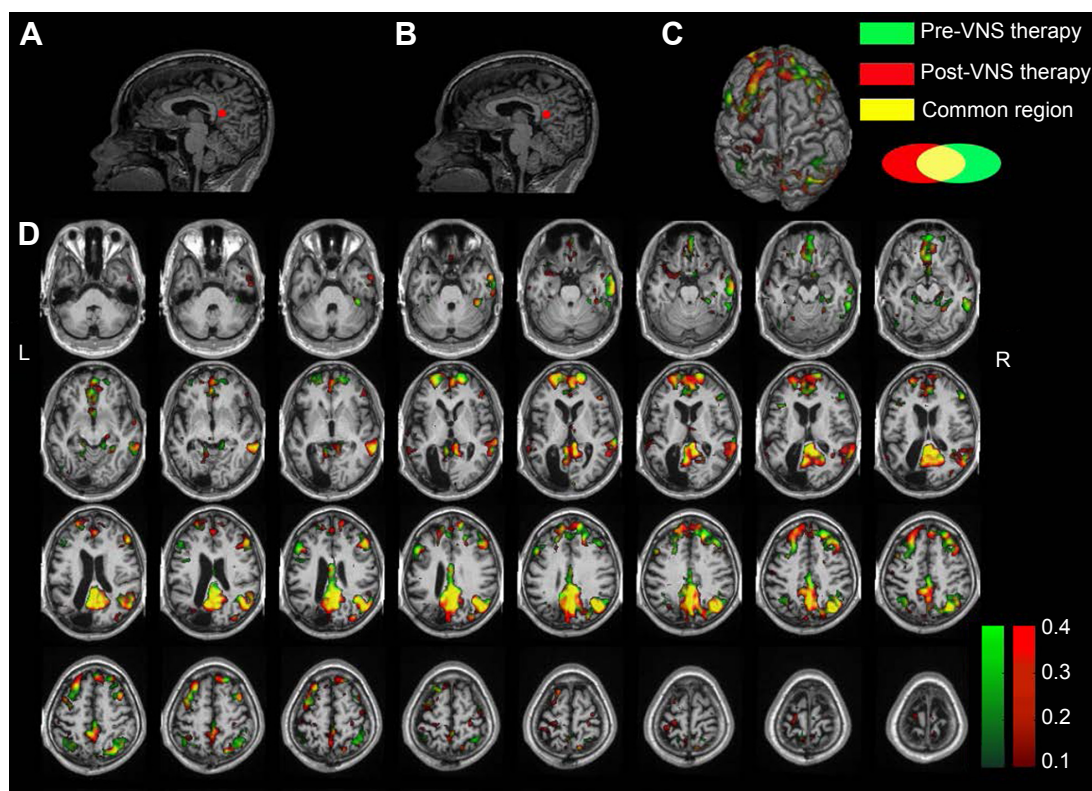 A
B
C
Pre-VNS therapy
Post-VNS therapy
Common region
D
L
R
0.4
0.3
0.2
0.1